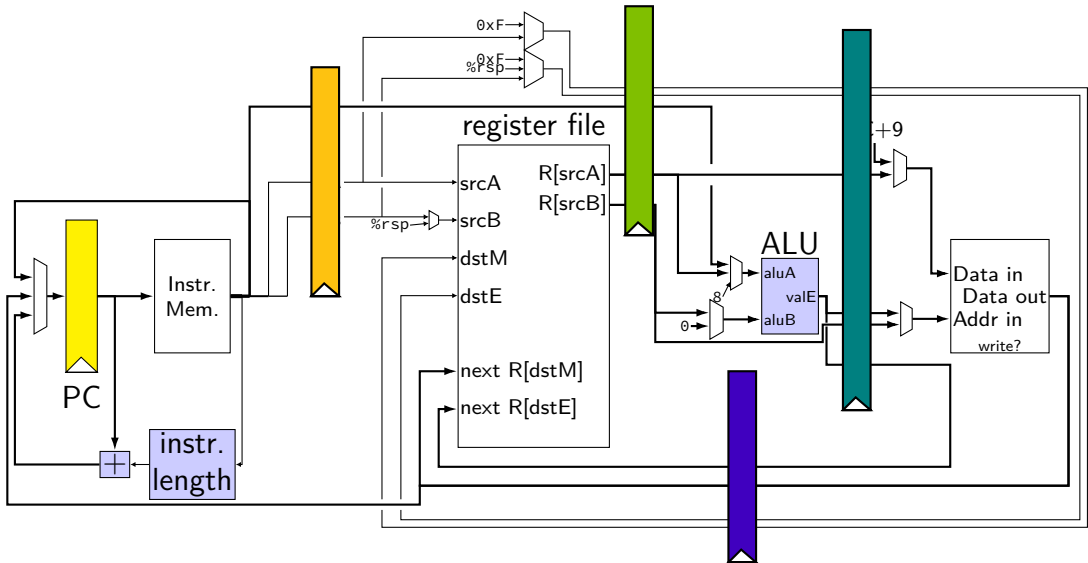 0xF
0xF
%rsp
register file
+9
srcA
R[srcA]
R[srcB]
%rsp
srcB
dstM
dstE
next R[dstM]
next R[dstE]
PC
Instr.
Mem.
instr.
length
+
ALU
aluA
valE
aluB
8
0
Data in
Data out
Addr in
write?